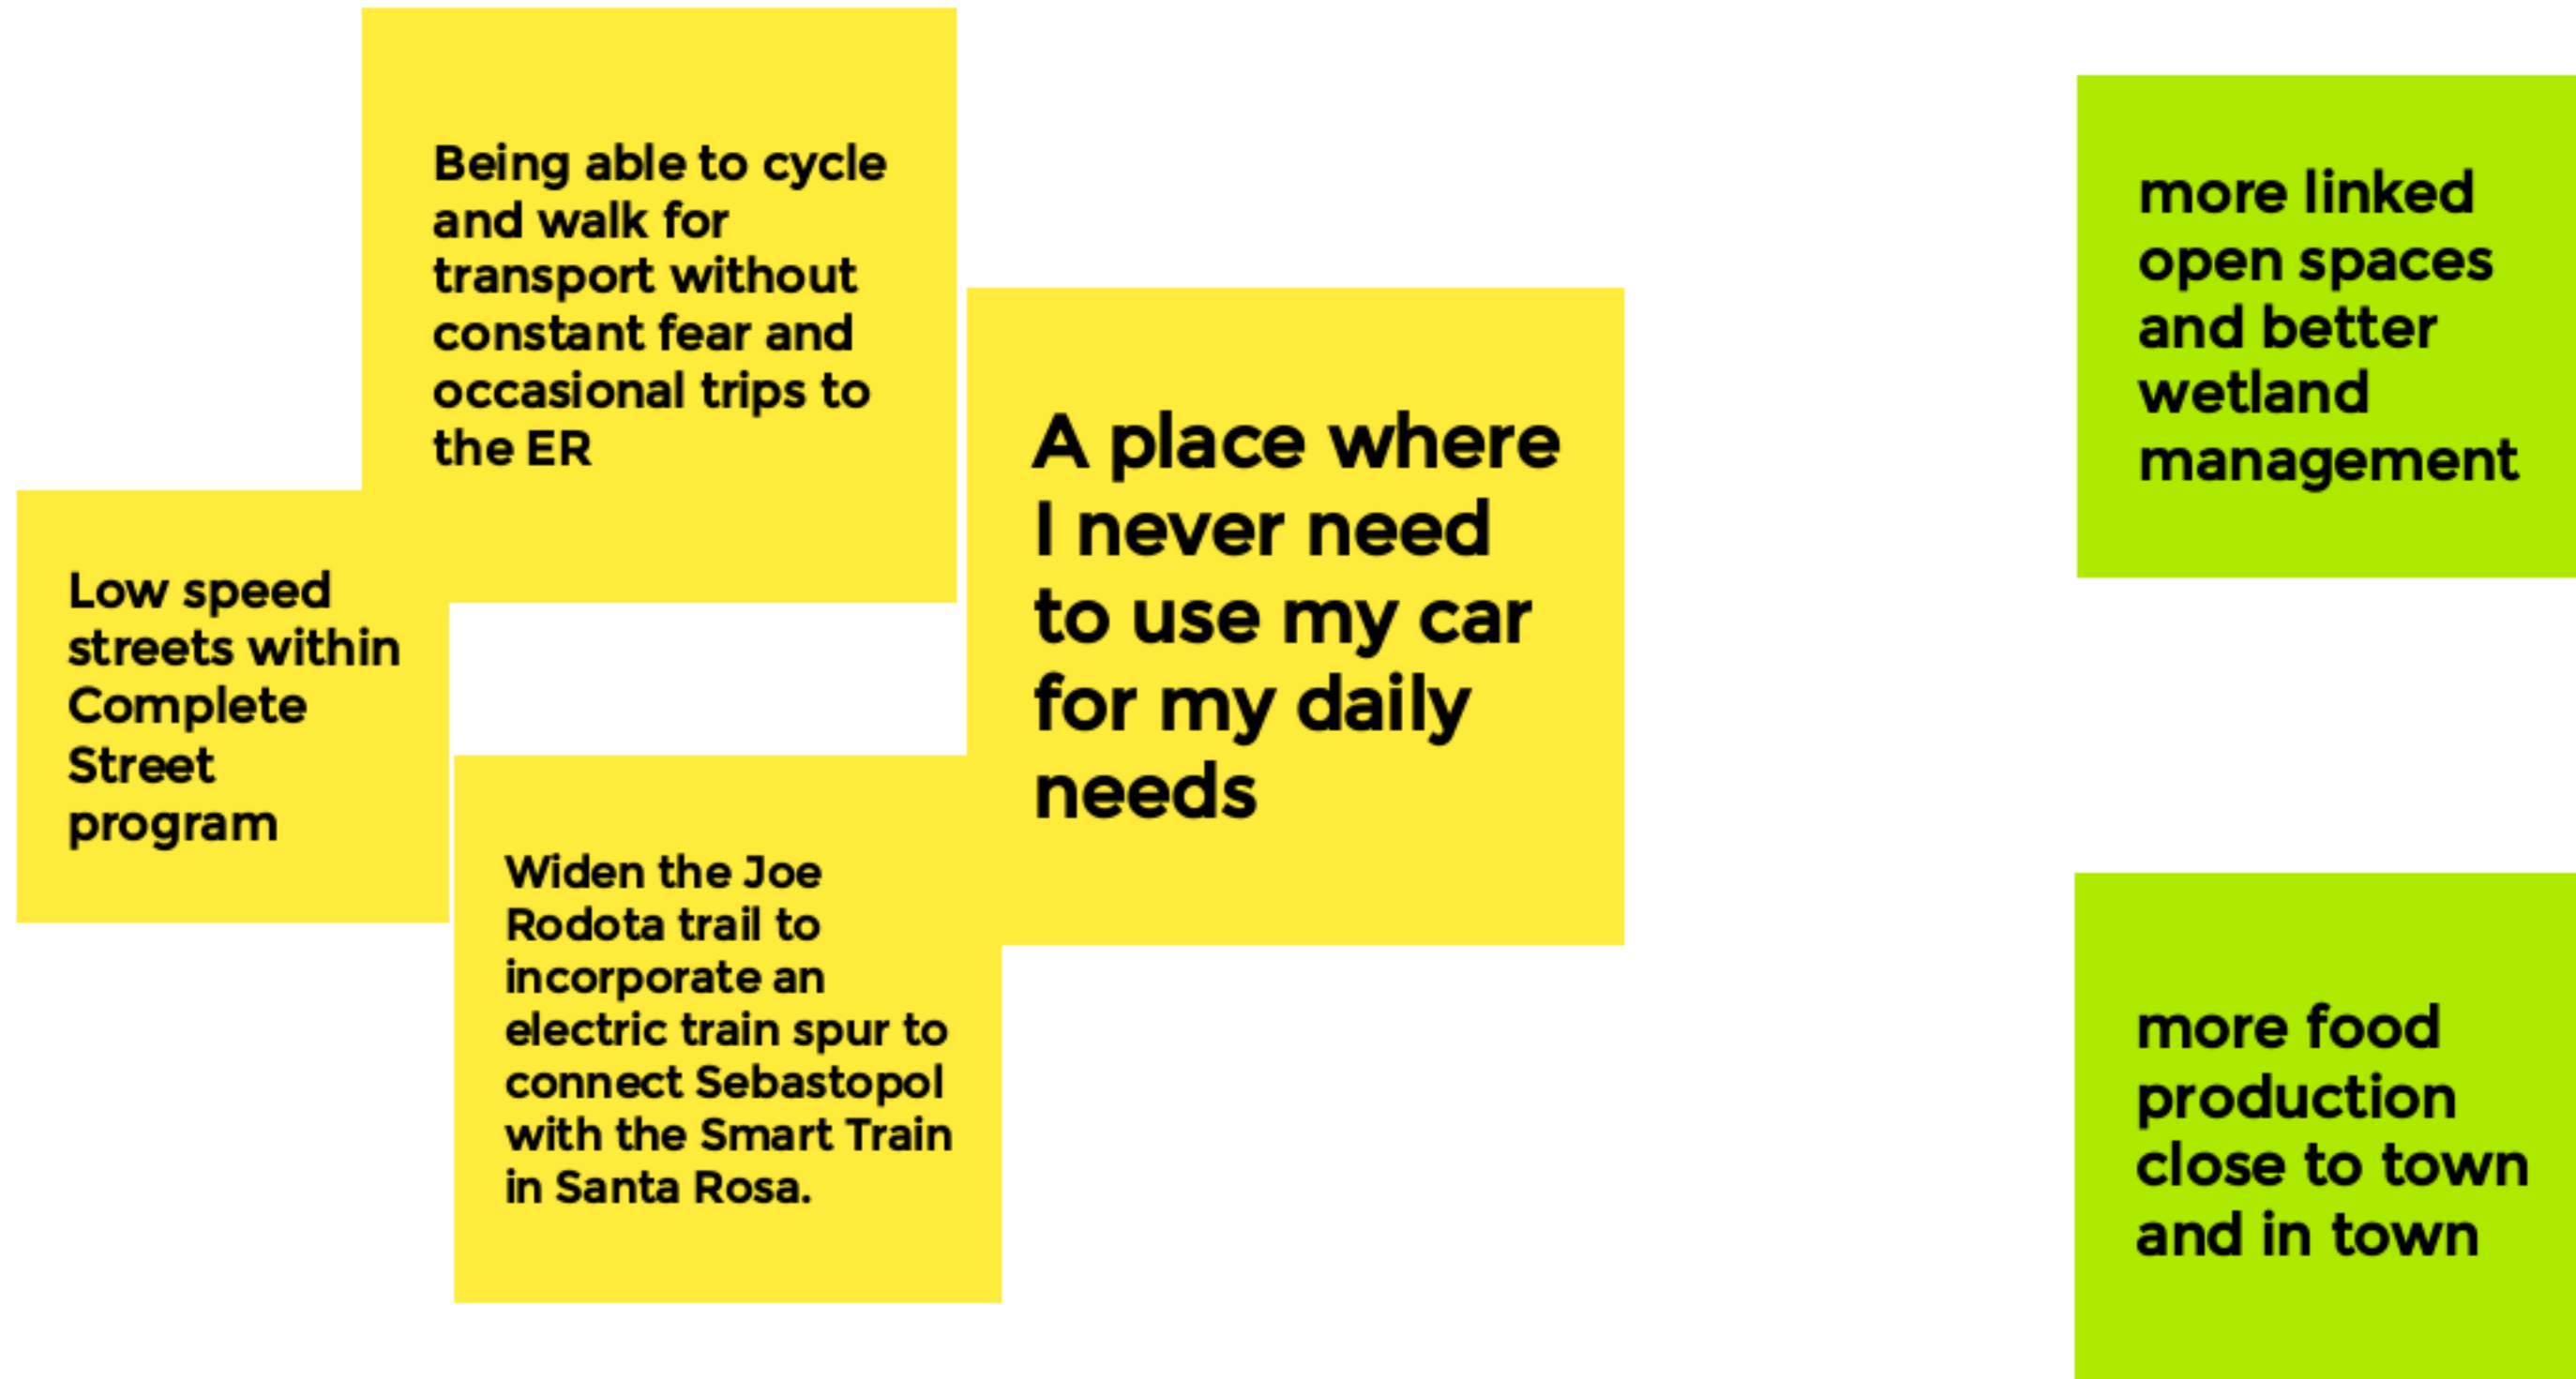 Being able to cycle
and walk for
transport without
constant fear and
occasional trips to
the ER
Low speed
streets within
Complete
Street
program
A place where
I never need
to use my car
for my daily
needs
Widen the Joe
Rodota trail to
incorporate an
electric train spur to
connect Sebastopol
with the Smart Train
in Santa Rosa.
more linked
open spaces
and better
wetland
management
more food
production
close to town
and in town